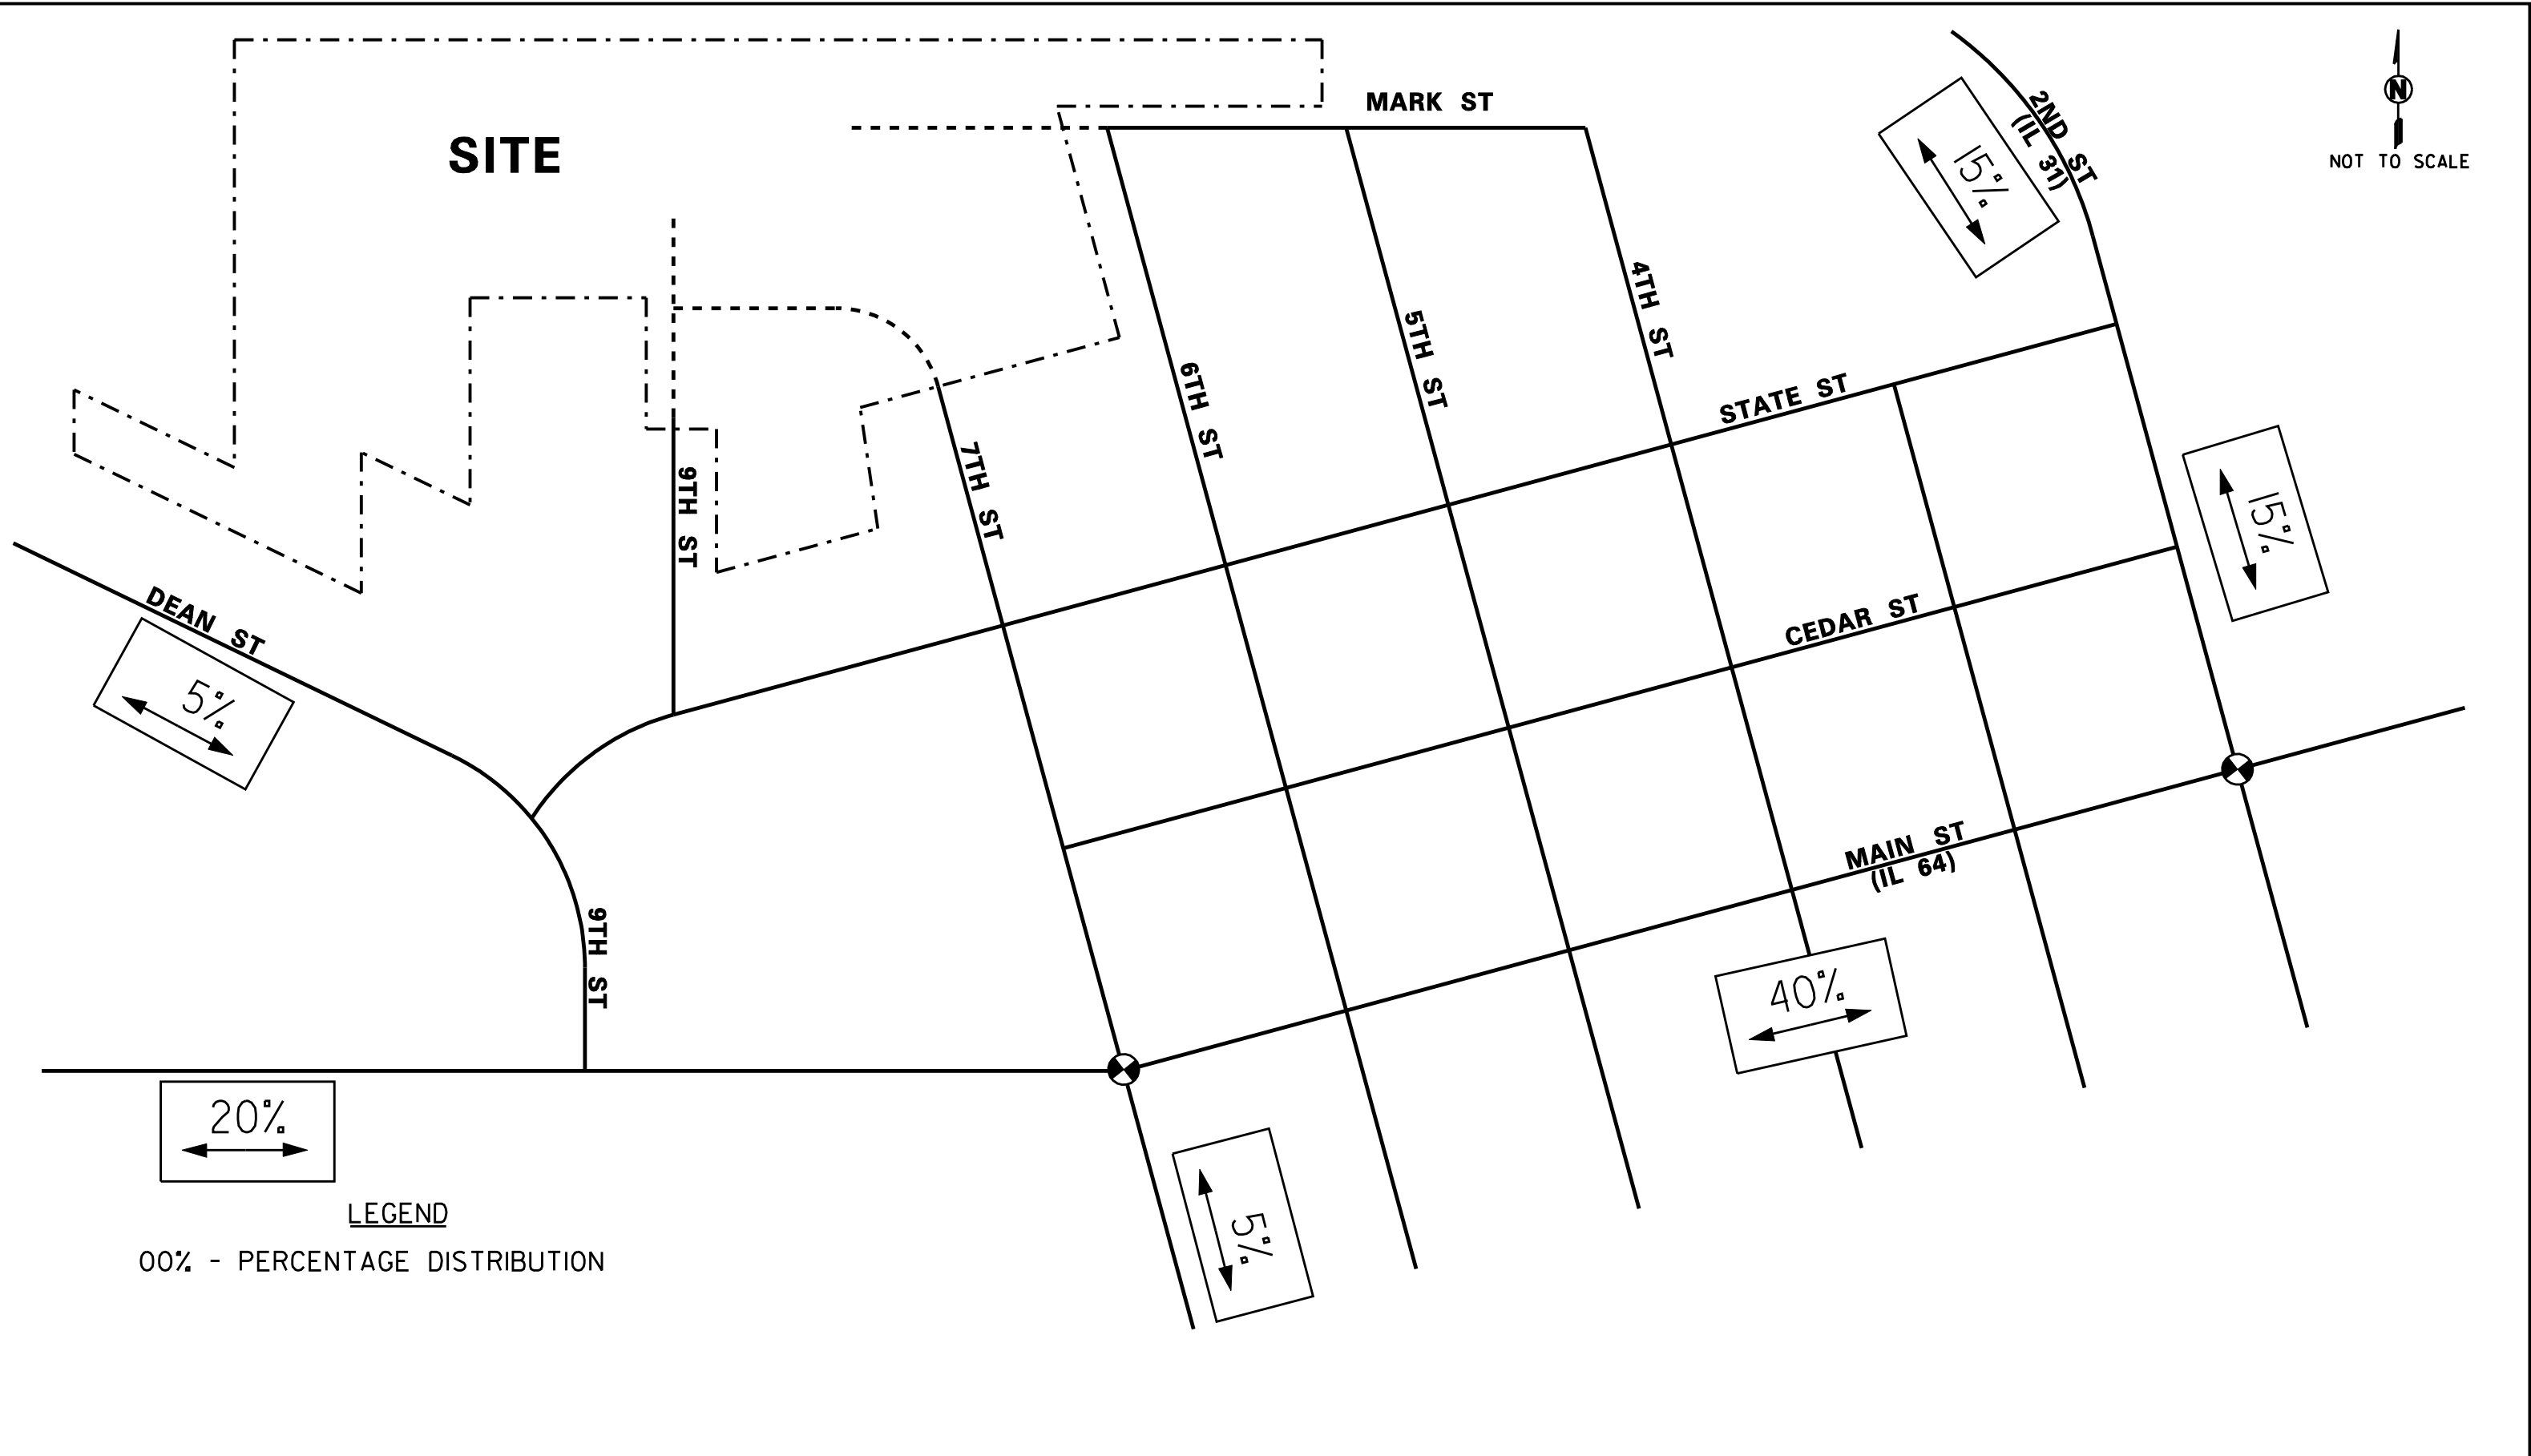 MARK ST
2ND ST
(IL 31)
N
NOT TO SCALE
SITE
15%
4TH ST
5TH ST
6TH ST
STATE ST
7TH ST
9TH ST
15%
DEAN ST
5%
CEDAR ST
MAIN ST
(IL 64)
9TH ST
40%
20%
5%
LEGEND
00% - PERCENTAGE DISTRIBUTION